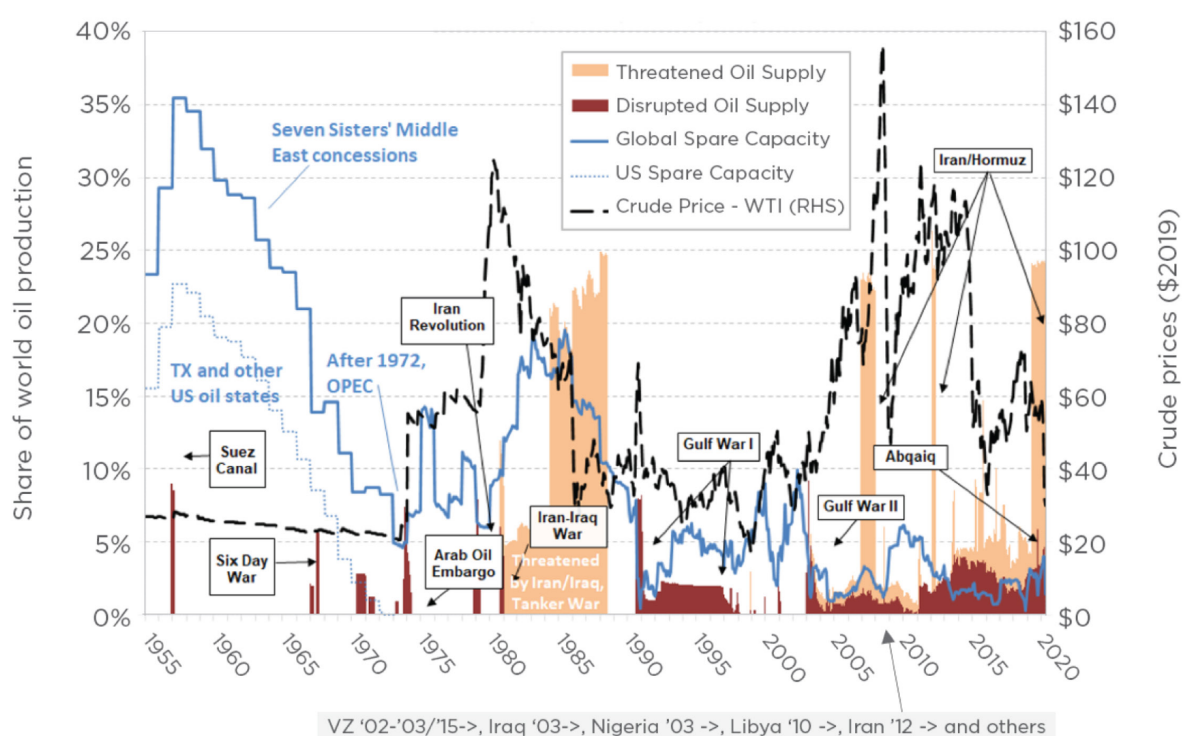 40%
35%
30%
25%
20%
15%
10%
5%
0%
Share of world oil production
$160
$140
$120
$100
$80
$60
$40
$20
$0
Crude prices ($2019)
Threatened Oil Supply
Disrupted Oil Supply
Global Spare Capacity
US Spare Capacity
Crude Price - WTI (RHS)
Seven Sisters' Middle
East concessions
Iran/Hormuz
Iran
Revolution
TX and other
US oil states
After 1972,
OPEC
Suez
Canal
Gulf War I
Abqaiq
Gulf War II
Iran-Iraq
War
Six Day
War
Arab Oil
Embargo
Threatened
by Iran/Iraq,
Tanker War
1955
1960
1965
1970
1975
1980
1985
1990
1995
2000
2005
2010
2015
2020
VZ ‘02-’03/’15->, Iraq ‘03->, Nigeria ’03 ->, Libya ‘10 ->, Iran ’12 -> and others